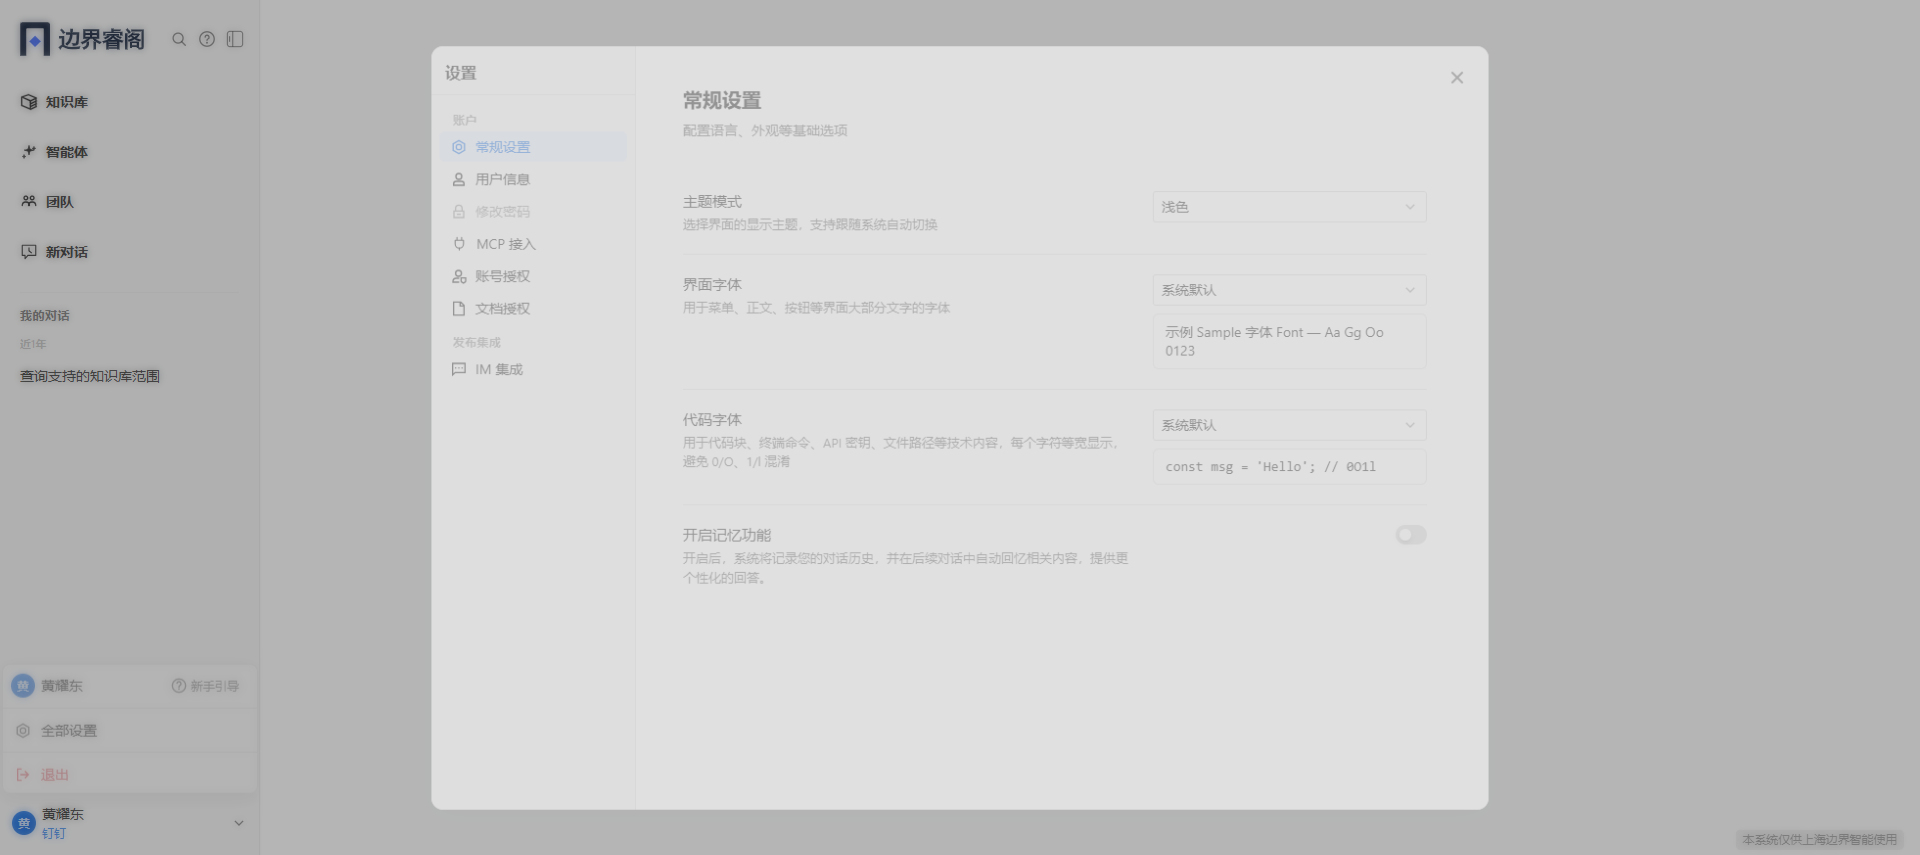 边界睿阁
知识库
智能体
团队
新对话
我的对话
近1年
查询支持的知识库范围
黄 黄耀东
新手引导
全部设置
退出
黄 黄耀东
钉钉
设置
账户
常规设置
用户信息
修改密码
MCP 接入
账号授权
文档授权
发布集成
IM 集成
常规设置
配置语言、外观等基础选项
主题模式
选择界面的显示主题，支持跟随系统自动切换
浅色
界面字体
用于菜单、正文、按钮等界面大部分文字的字体
系统默认
示例 Sample 字体 Font — Aa Gg Oo
0123
代码字体
用于代码块、终端命令、API 密钥、文件路径等技术内容，每个字符等宽显示，
避免 0/O、1/l 混淆
系统默认
const msg = 'Hello'; // 0O1l
开启记忆功能
开启后，系统将记录您的对话历史，并在后续对话中自动回忆相关内容，提供更
个性化的回答。
本系统仅供上海边界智能使用